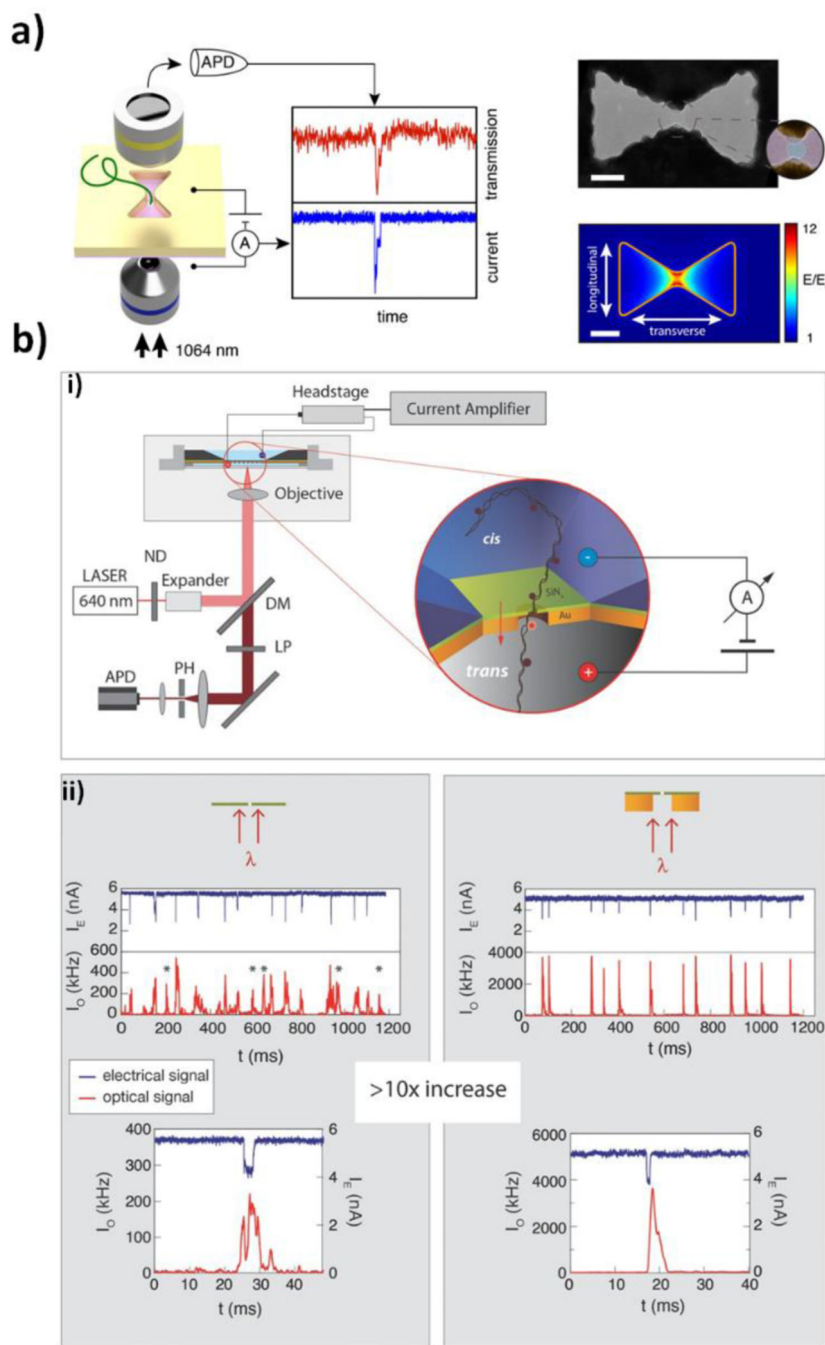 a)
APD
transmission
current
A
time
1064 nm
12
E/E
1
longitudinal
transverse
b)
i)
Headstage
Current Amplifier
Objective
ND
LASER
640 nm
Expander
DM
LP
APD
PH
cis
SiNx
Au
trans
-
+
A
ii)
λ
λ
I_E (nA)
6
4
2
600
400
200
0
I_O (kHz)
*
*
*
*
*
0
200
400
600
800
1000
1200
t (ms)
I_E (nA)
6
4
2
4000
2000
0
I_O (kHz)
0
200
400
600
800
1000
1200
t (ms)
electrical signal
optical signal
>10x increase
400
300
200
100
0
I_O (kHz)
6
4
2
0
I_E (nA)
0
10
20
30
40
t (ms)
6000
4000
2000
0
I_O (kHz)
6
4
2
0
I_E (nA)
0
10
20
30
40
t (ms)